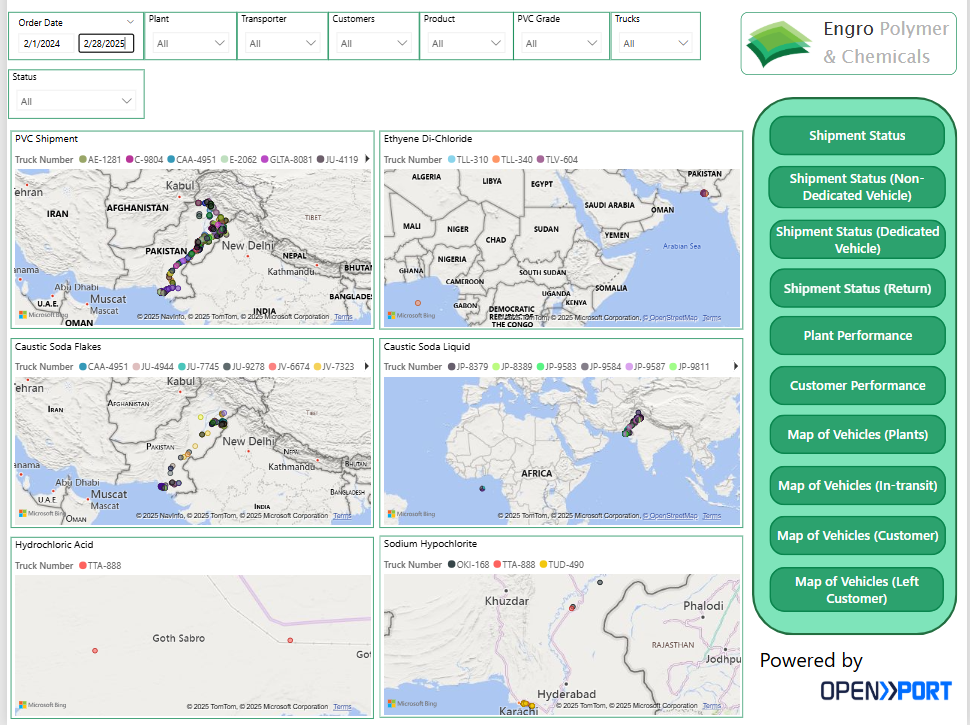 Order Date
2/1/2024
2/28/2025
Plant
All
Transporter
All
Customers
All
Product
All
PVC Grade
All
Trucks
All
Engro Polymer
& Chemicals
Status
All
PVC Shipment
Truck Number AE-1281 C-9804 CAA-4951 E-2062 GLTA-8081 JU-4119
Kabul
IRAN
AFGHANISTAN
TIBET
PAKISTAN
New Delhi
NEPAL
Kathmandu
BHUTAN
Abu Dhabi
U.A.E.
Muscat
INDIA
OMAN
Microsoft Bing
© 2025 NavInfo, © TomTom, © 2025 Microsoft Corporation Terms
Ethyene Di-Chloride
Truck Number TLL-310 TLL-340 TLV-604
ALGERIA
LIBYA
EGYPT
PAKISTAN
SAUDI ARABIA
OMAN
MALI
NIGER
CHAD
SUDAN
YEMEN
Arabian Sea
NIGERIA
GHANA
CAMEROON
SOUTH SUDAN
SOMALIA
UGANDA
KENYA
GABON
DEMOCRATIC
REPUBLIC OF
THE CONGO
Microsoft Bing
© 2025 TomTom, © 2025 Microsoft Corporation, © OpenStreetMap Terms
Caustic Soda Flakes
Truck Number CAA-4951 JU-4944 JU-7745 JU-9278 JV-6674 JV-7323
Kabul
IRAN
AFGHANISTAN
PAKISTAN
New Delhi
NEPAL
Kathmandu
BHUTAN
Abu Dhabi
U.A.E.
Muscat
BANGLADESH
INDIA
OMAN
Microsoft Bing
© 2025 NavInfo, © TomTom, © 2025 Microsoft Corporation Terms
Caustic Soda Liquid
Truck Number JP-8379 JP-8389 JP-9583 JP-9584 JP-9587 JP-9811
AFRICA
Microsoft Bing
© 2025 TomTom, © 2025 Microsoft Corporation, © OpenStreetMap Terms
Hydrochloric Acid
Truck Number TTA-888
Goth Sabro
Got
Microsoft Bing
© 2025 TomTom, © 2025 Microsoft Corporation Terms
Sodium Hypochlorite
Truck Number OKI-168 TTA-888 TUD-490
Khuzdar
Phalodi
RAJASTHAN
Jodhpu
Hyderabad
Karachi
Microsoft Bing
© 2025 TomTom, © 2025 Microsoft Corporation Terms
Shipment Status
Shipment Status (Non-
Dedicated Vehicle)
Shipment Status (Dedicated
Vehicle)
Shipment Status (Return)
Plant Performance
Customer Performance
Map of Vehicles (Plants)
Map of Vehicles (In-transit)
Map of Vehicles (Customer)
Map of Vehicles (Left
Customer)
Powered by
OPEN PORT